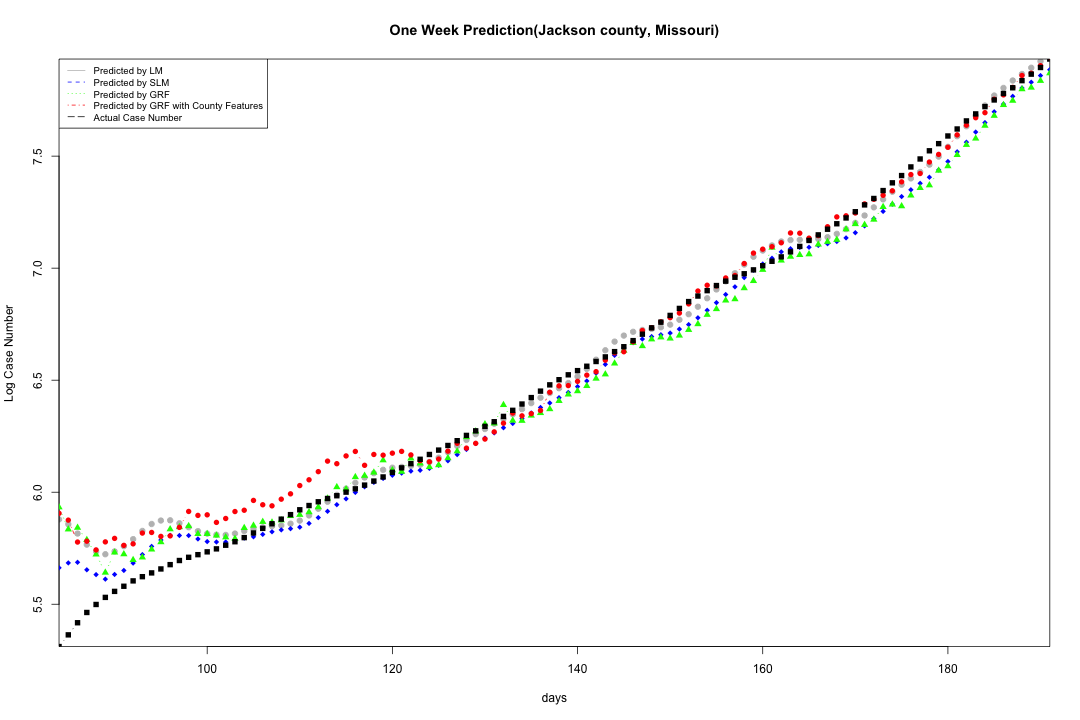 One Week Prediction(Jackson county, Missouri)
Predicted by LM
Predicted by SLM
Predicted by GRF
Predicted by GRF with County Features
Actual Case Number
Log Case Number
7.5
7.0
6.5
6.0
5.5
100 120 140 160 180
days